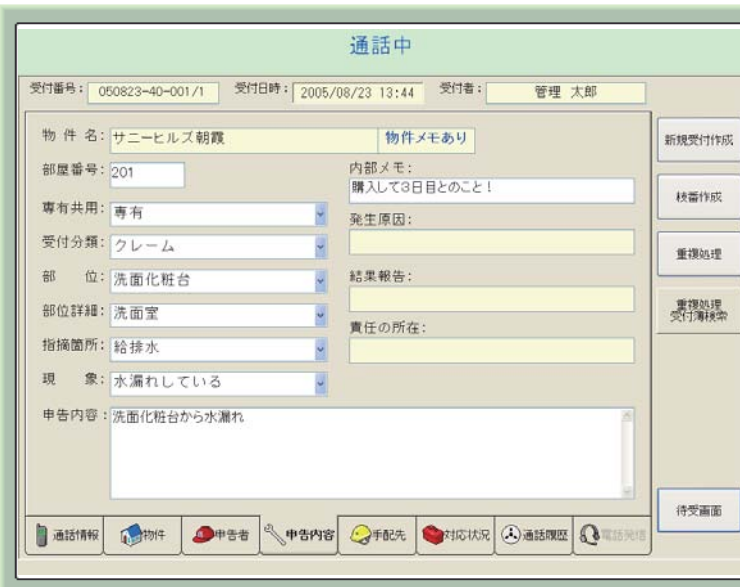 通話中
受付番号: 050823-40-001/1 受付日時: 2005/08/23 13:44 受付者: 管理 太郎
物 件 名: サニーヒルズ朝霞 物件メモあり
部屋番号: 201
専有共用: 専有
受付分類: クレーム
部 位: 洗面化粧台
部位詳細: 洗面室
指摘箇所: 給排水
現 象: 水漏れしている
内部メモ:
購入して3日目とのこと!
発生原因:
結果報告:
責任の所在:
申告内容: 洗面化粧台から水漏れ
新規受付作成
枝番作成
重複処理
重複処理
受付簿検索
待受画面
通話情報 物件 申告者 申告内容 手配先 対応状況 通話履歴 電話発信